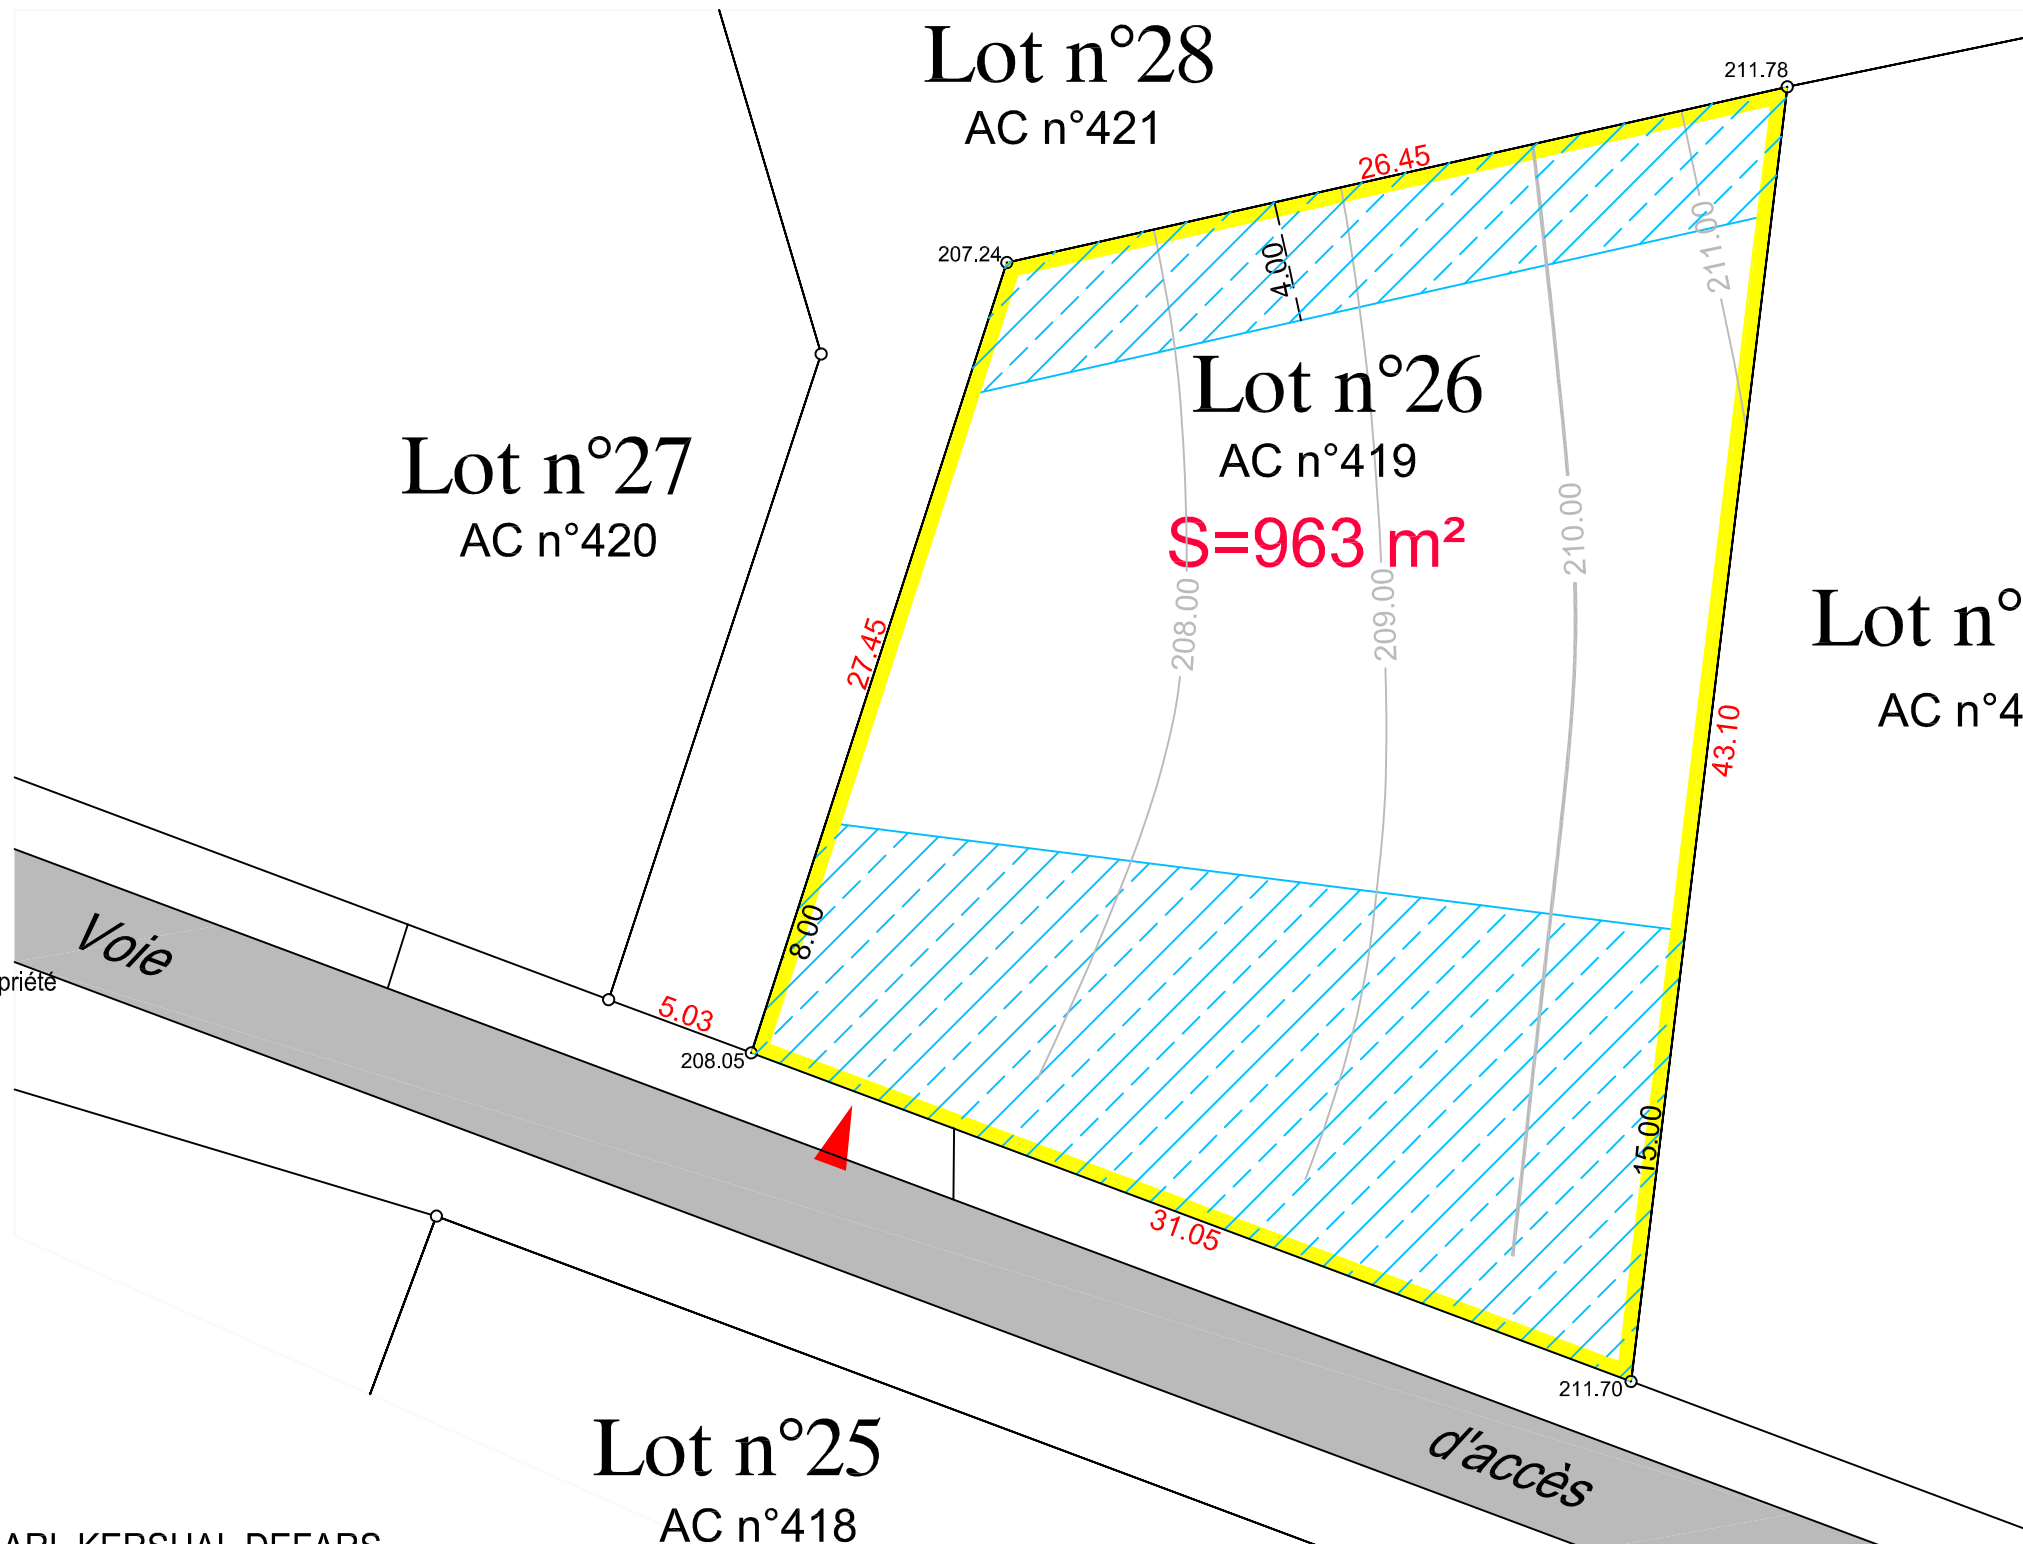 Lot n°28
AC n°421
211.78
26.45
207.24
4.00
211.00
Lot n°26
AC n°419
S=963 m²
Lot n°27
AC n°420
210.00
208.00
209.00
27.45
43.10
Lot n°
AC n°4
8.00
Voie
priété
5.03
208.05
15.00
31.05
211.70
d'accès
Lot n°25
AC n°418